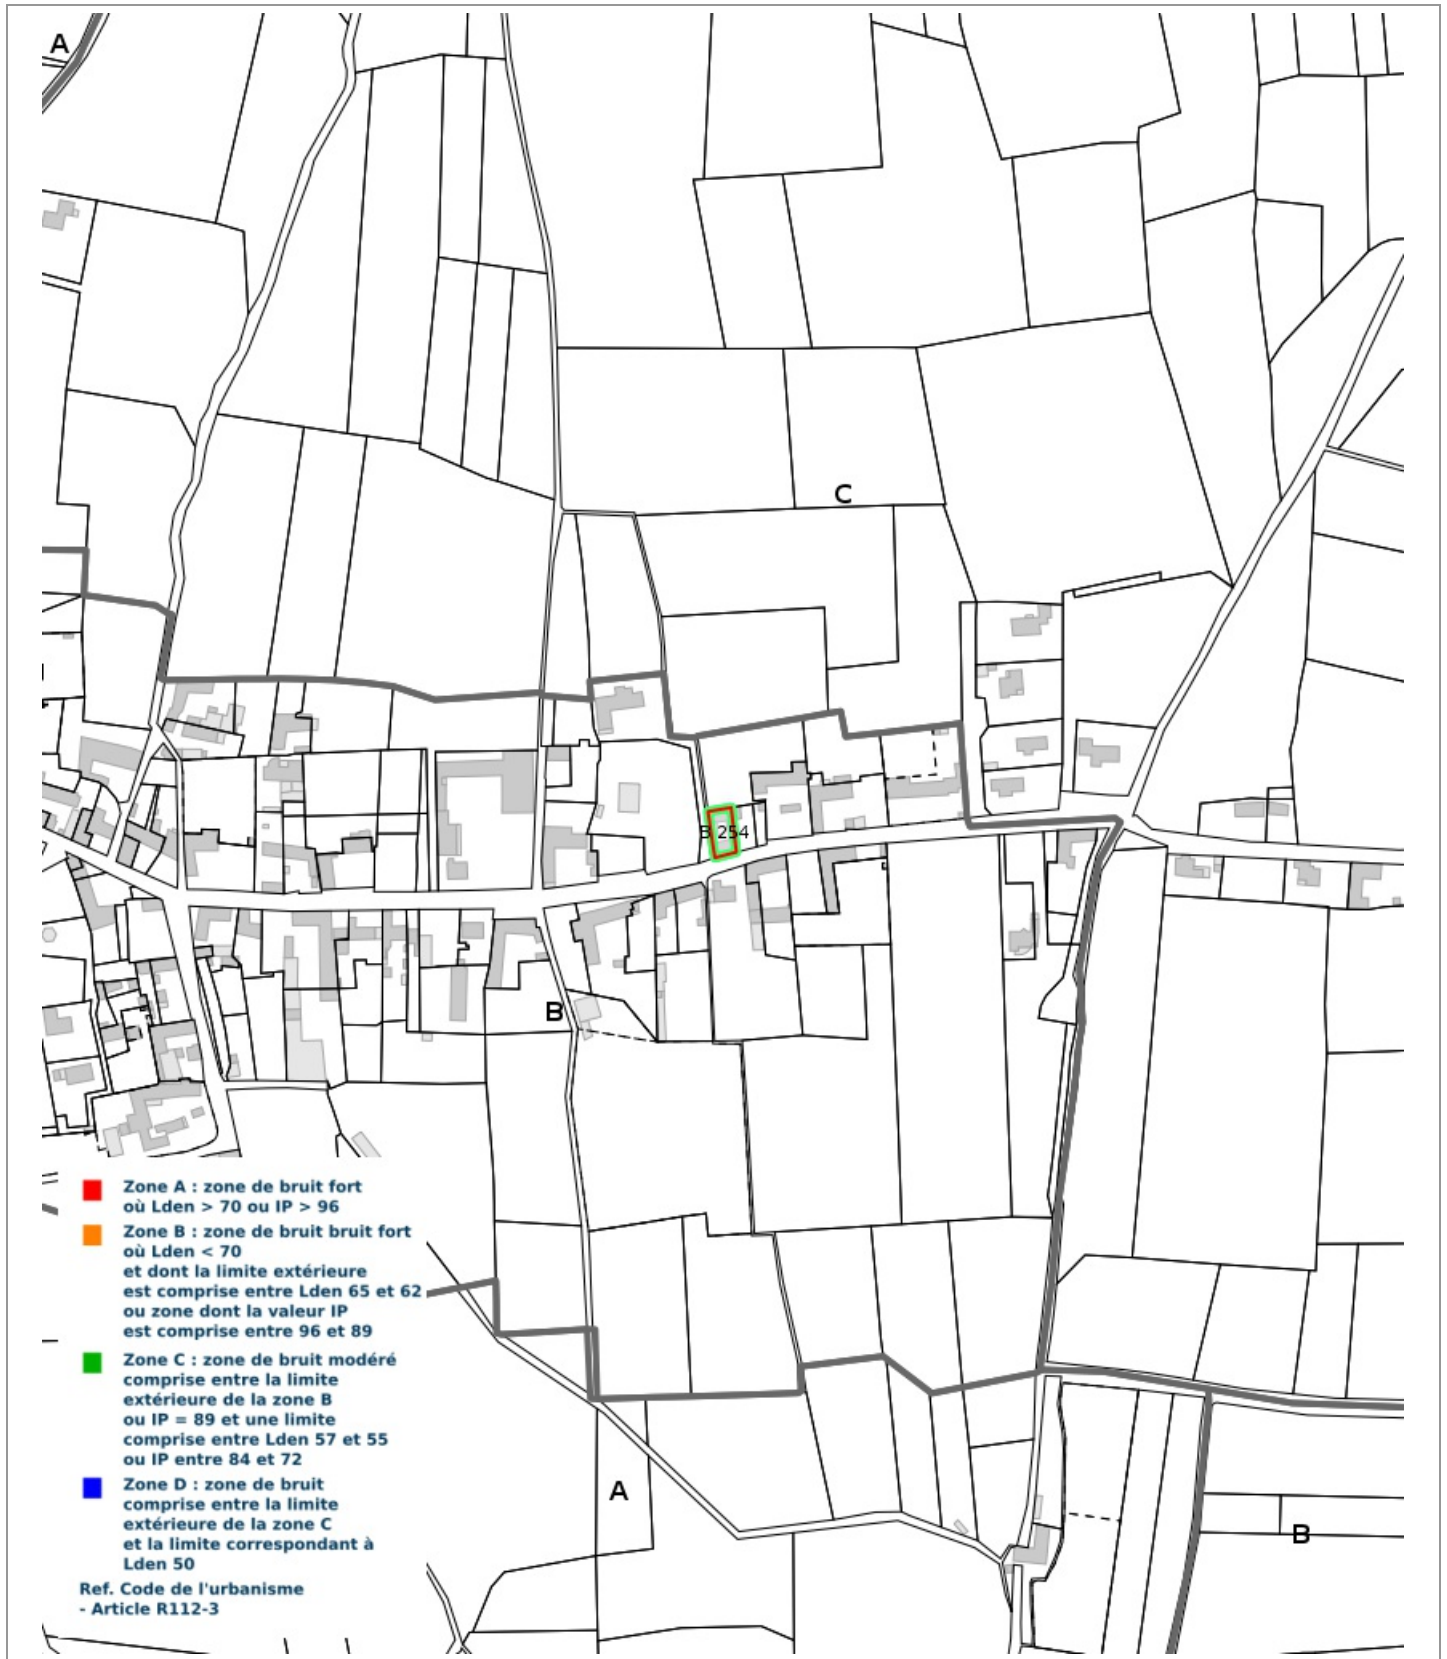 A
C
B 254
B
Zone A : zone de bruit fort
où Lden > 70 ou IP > 96
Zone B : zone de bruit bruit fort
où Lden < 70
et dont la limite extérieure
est comprise entre Lden 65 et 62
ou zone dont la valeur IP
est comprise entre 96 et 89
Zone C : zone de bruit modéré
comprise entre la limite
extérieure de la zone B
ou IP = 89 et une limite
comprise entre Lden 57 et 55
ou IP entre 84 et 72
Zone D : zone de bruit
comprise entre la limite
extérieure de la zone C
et la limite correspondant à
Lden 50
Ref. Code de l'urbanisme
- Article R112-3
A
B